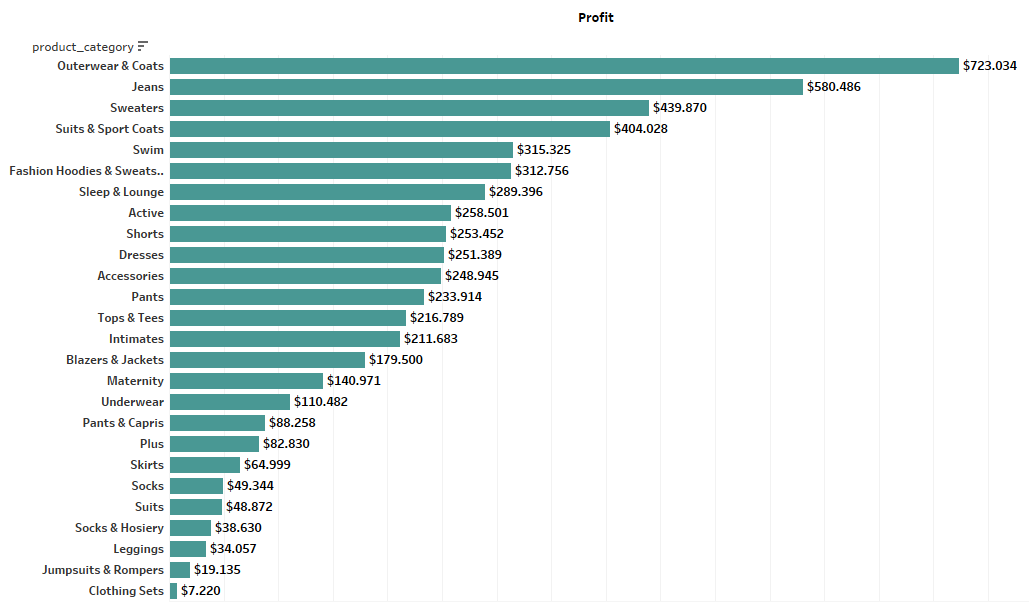 Profit
product_category
Outerwear & Coats $723.034
Jeans $580.486
Sweaters $439.870
Suits & Sport Coats $404.028
Swim $315.325
Fashion Hoodies & Sweats.. $312.756
Sleep & Lounge $289.396
Active $258.501
Shorts $253.452
Dresses $251.389
Accessories $248.945
Pants $233.914
Tops & Tees $216.789
Intimates $211.683
Blazers & Jackets $179.500
Maternity $140.971
Underwear $110.482
Pants & Capris $88.258
Plus $82.830
Skirts $64.999
Socks $49.344
Suits $48.872
Socks & Hosiery $38.630
Leggings $34.057
Jumpsuits & Rompers $19.135
Clothing Sets $7.220